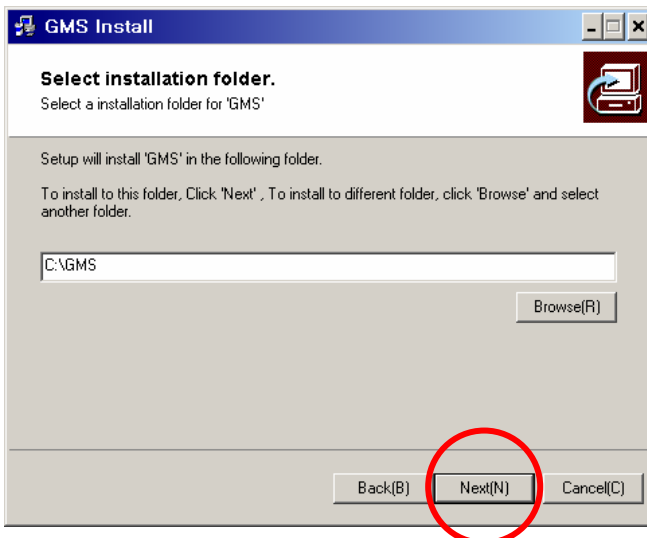 GMS Install
Select installation folder.
Select a installation folder for 'GMS'
Setup will install 'GMS' in the following folder.
To install to this folder, Click 'Next' , To install to different folder, click 'Browse' and select
another folder.
C:\GMS
Browse(R)
Back(B) Next(N) Cancel(C)